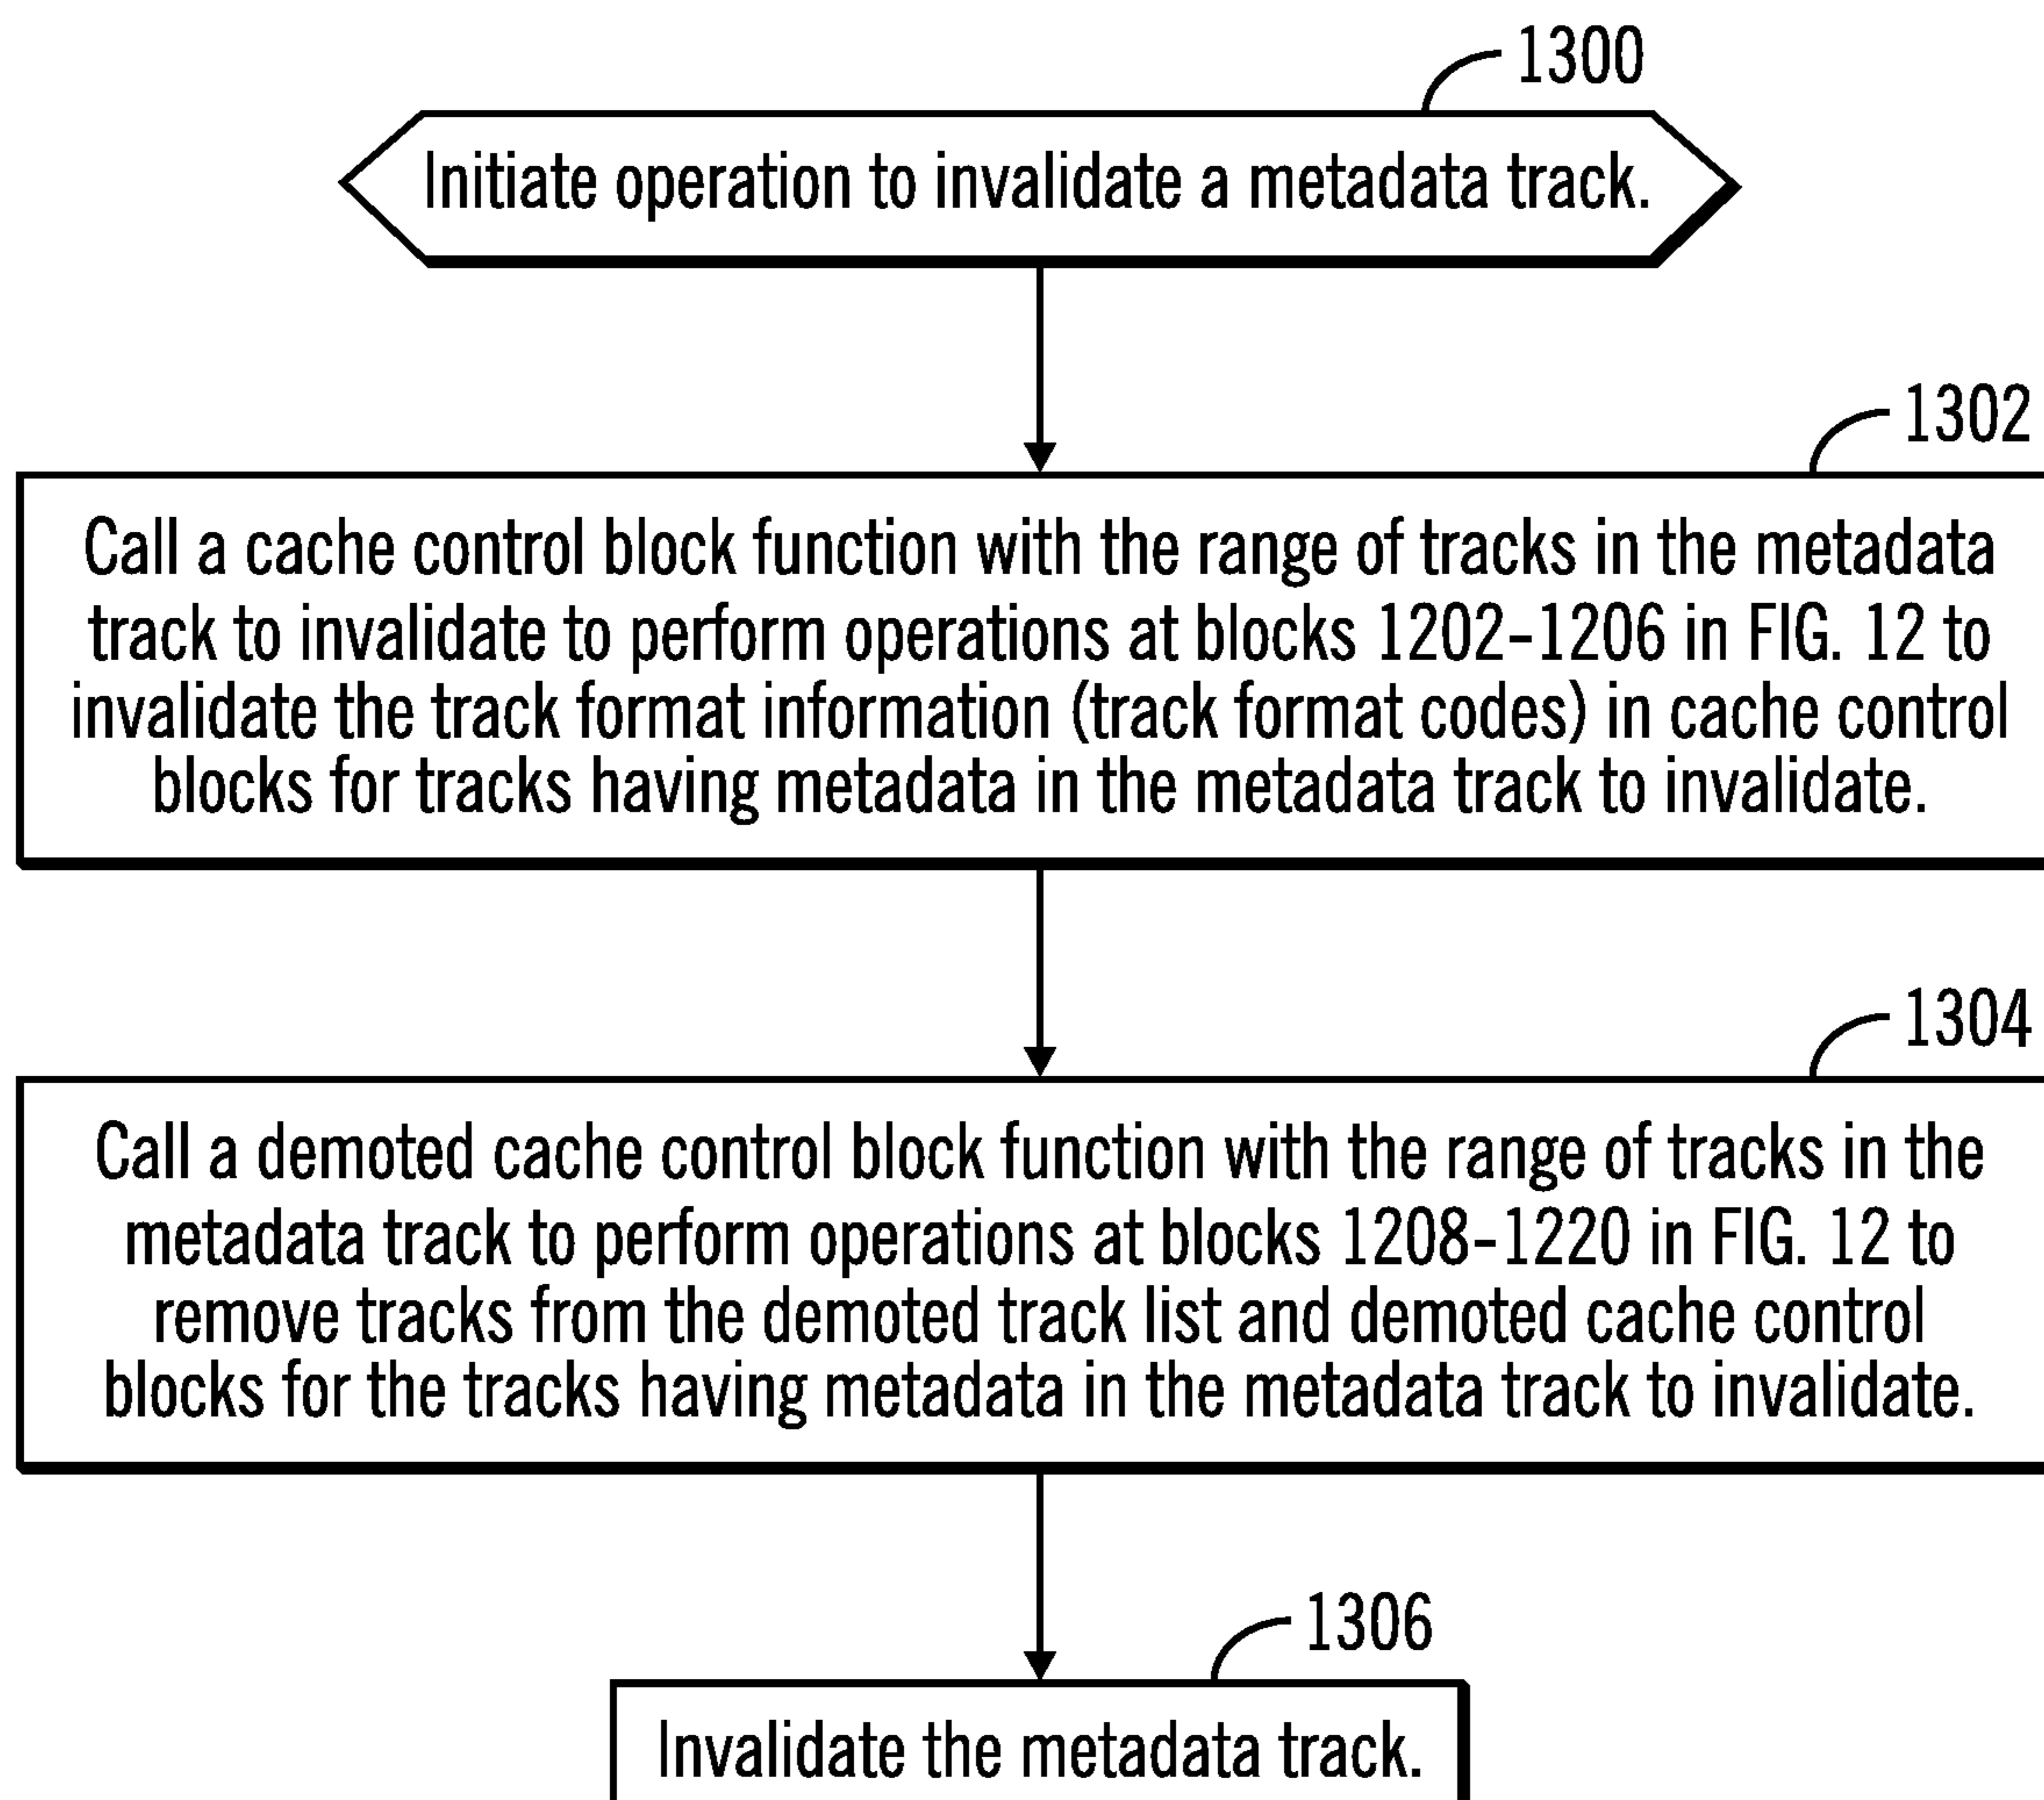 1300
Initiate operation to invalidate a metadata track.
1302
Call a cache control block function with the range of tracks in the metadata
track to invalidate to perform operations at blocks 1202–1206 in FIG. 12 to
invalidate the track format information (track format codes) in cache control
blocks for tracks having metadata in the metadata track to invalidate.
1304
Call a demoted cache control block function with the range of tracks in the
metadata track to perform operations at blocks 1208–1220 in FIG. 12 to
remove tracks from the demoted track list and demoted cache control
blocks for the tracks having metadata in the metadata track to invalidate.
1306
Invalidate the metadata track.